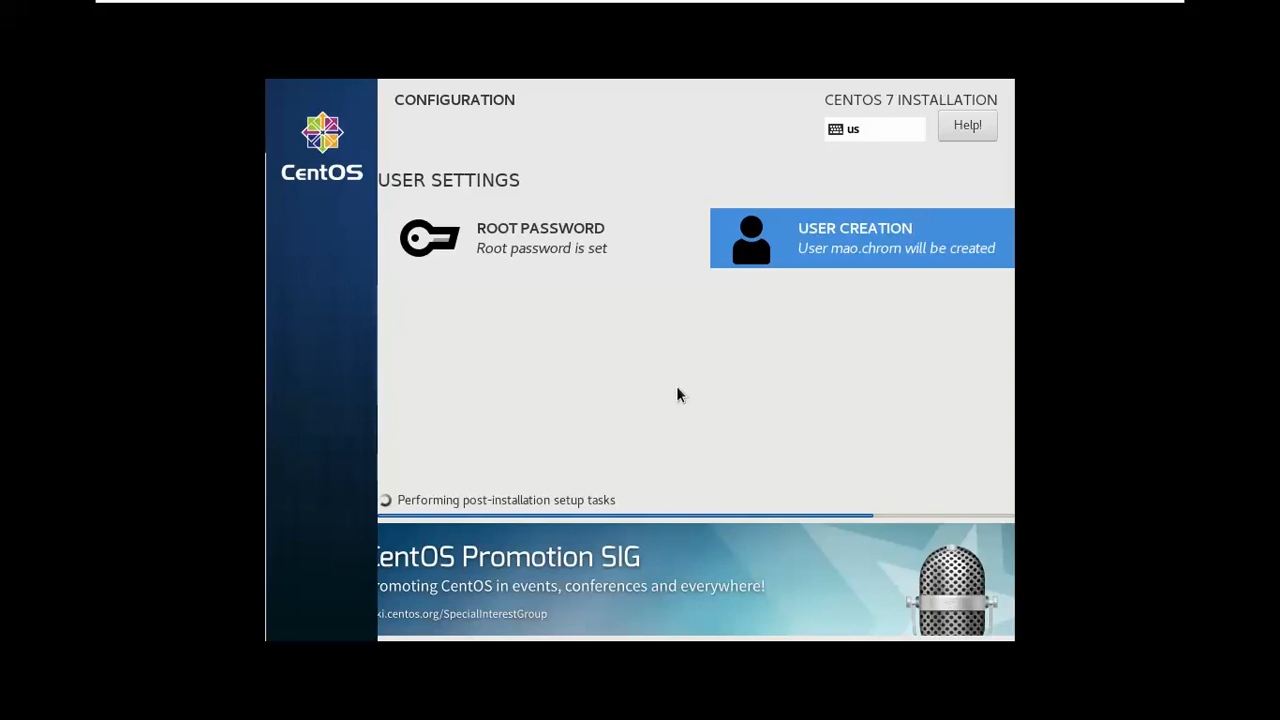 CONFIGURATION
CENTOS 7 INSTALLATION
us
Help!
CentOS
USER SETTINGS
ROOT PASSWORD
Root password is set
USER CREATION
User mao.chrom will be created
Performing post-installation setup tasks
CentOS Promotion SIG
romoting CentOS in events, conferences and everywhere!
ki.centos.org/SpecialInterestGroup